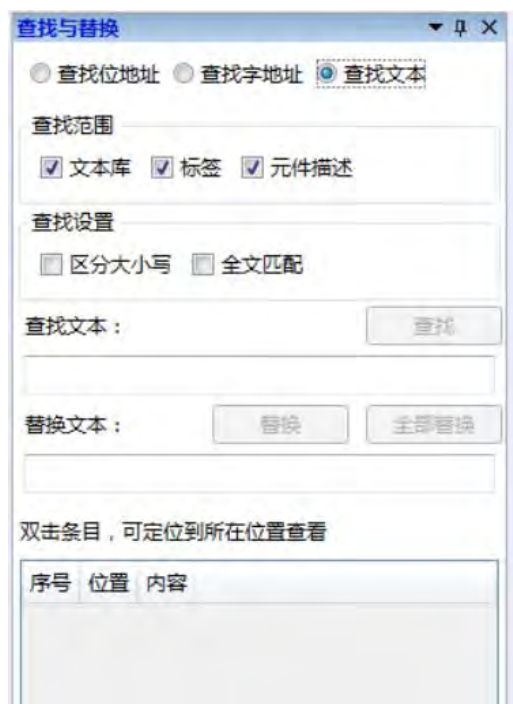 查找与替换
查找位地址 查找字地址 查找文本
查找范围
文本库 标签 元件描述
查找设置
区分大小写 全文匹配
查找文本： 查找
替换文本： 替换 全部替换
双击条目，可定位到所在位置查看
序号 位置 内容